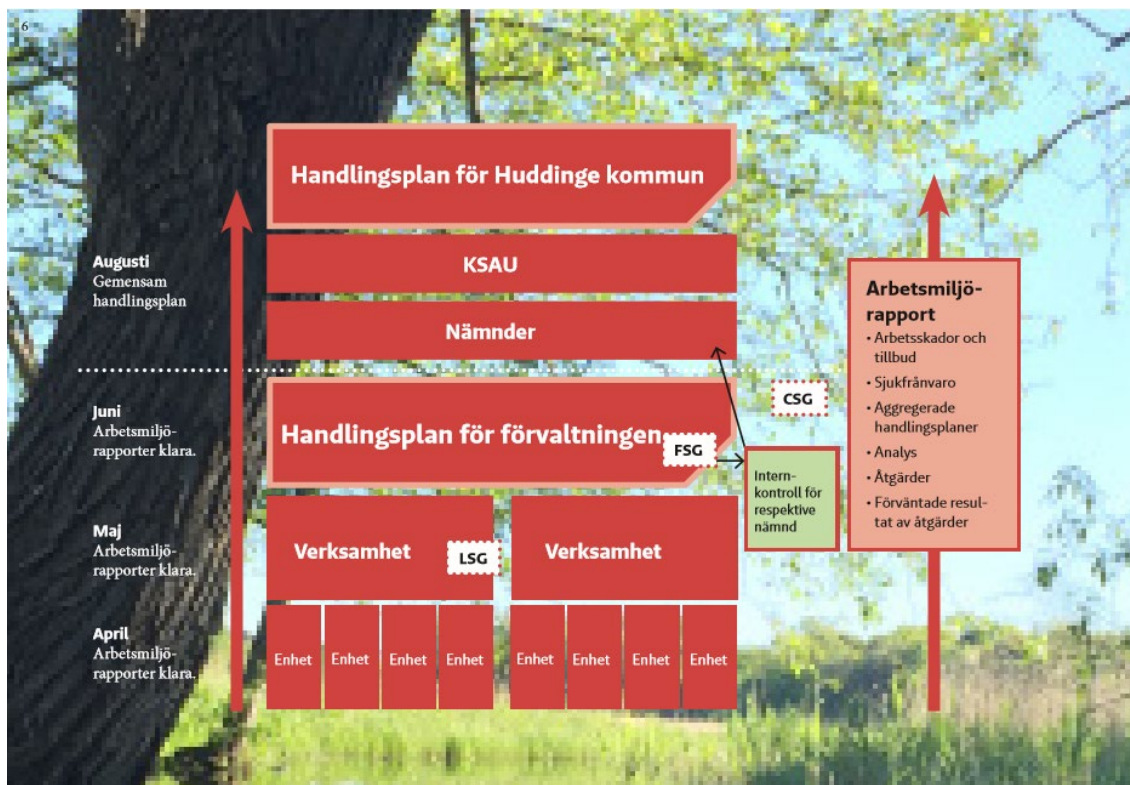 6
Handlingsplan för Huddinge kommun
Augusti
Gemensam
handlingsplan
KSAU
Nämnder
Juni
Arbetsmiljö-
rapporter klara.
Handlingsplan för förvaltningen
FSG
CSG
Intern-
kontroll för
respektive
nämnd
Maj
Arbetsmiljö-
rapporter klara.
Verksamhet
LSG
Verksamhet
April
Arbetsmiljö-
rapporter klara.
Enhet
Enhet
Enhet
Enhet
Enhet
Enhet
Enhet
Enhet
Arbetsmiljö-
rapport
• Arbetsskador och
tillbud
• Sjukfrånvaro
• Aggregerade
handlingsplaner
• Analys
• Åtgärder
• Förväntade resul-
tat av åtgärder